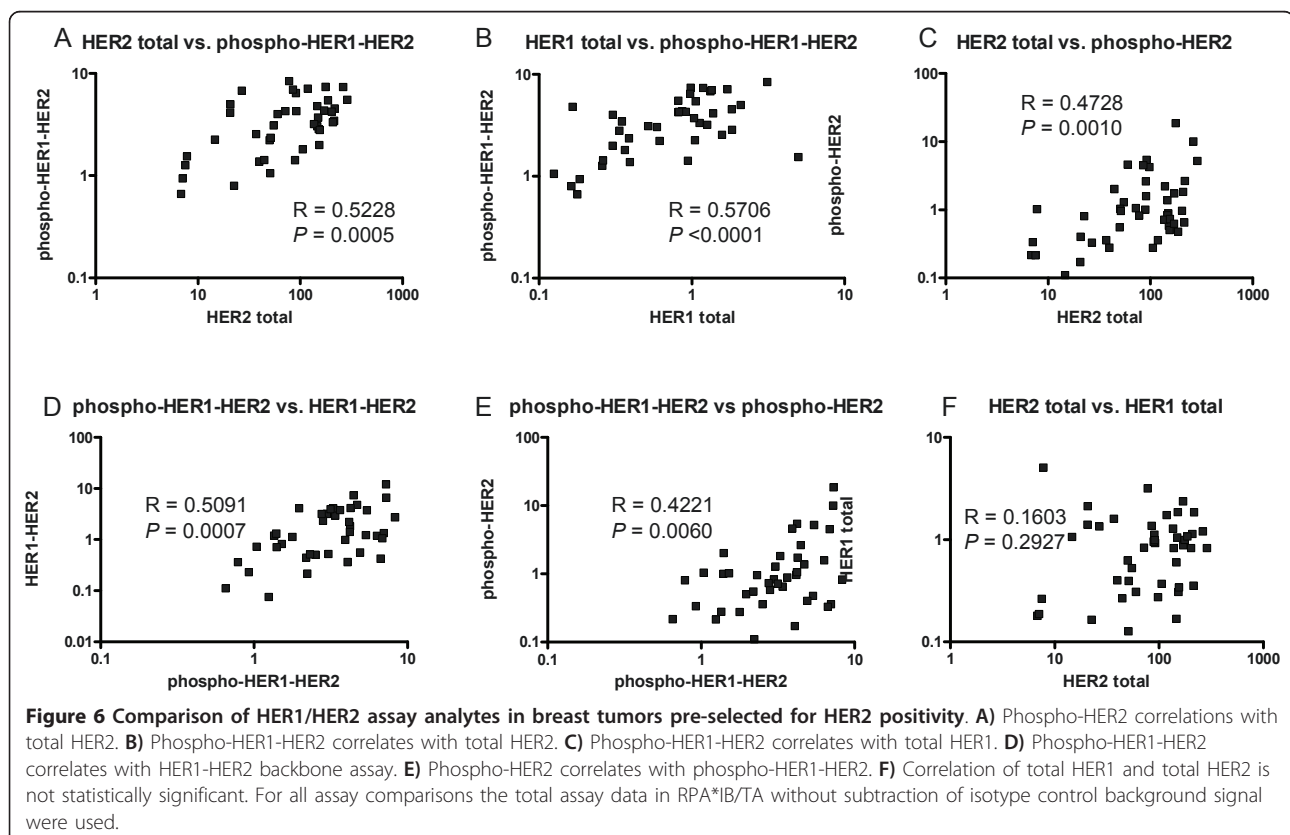 A HER2 total vs. phospho-HER1-HER2
phospho-HER1-HER2
10
1
0.1
R = 0.5228
P = 0.0005
1 10 100 1000
HER2 total
B HER1 total vs. phospho-HER1-HER2
phospho-HER1-HER2
10
1
0.1
R = 0.5706
P <0.0001
0.1 1 10
HER1 total
C HER2 total vs. phospho-HER2
phospho-HER2
100
10
1
0.1
R = 0.4728
P = 0.0010
1 10 100 1000
HER2 total
D phospho-HER1-HER2 vs. HER1-HER2
HER1-HER2
100
10
1
0.1
0.01
R = 0.5091
P = 0.0007
0.1 1 10
phospho-HER1-HER2
E phospho-HER1-HER2 vs phospho-HER2
phospho-HER2
100
10
1
0.1
R = 0.4221
P = 0.0060
0.1 1 10
phospho-HER1-HER2
F HER2 total vs. HER1 total
HER1 total
10
1
0.1
R = 0.1603
P = 0.2927
1 10 100 1000
HER2 total
Figure 6 Comparison of HER1/HER2 assay analytes in breast tumors pre-selected for HER2 positivity. A) Phospho-HER2 correlations with
total HER2. B) Phospho-HER1-HER2 correlates with total HER2. C) Phospho-HER1-HER2 correlates with total HER1. D) Phospho-HER1-HER2
correlates with HER1-HER2 backbone assay. E) Phospho-HER2 correlates with phospho-HER1-HER2. F) Correlation of total HER1 and total HER2 is
not statistically significant. For all assay comparisons the total assay data in RPA*IB/TA without subtraction of isotype control background signal
were used.